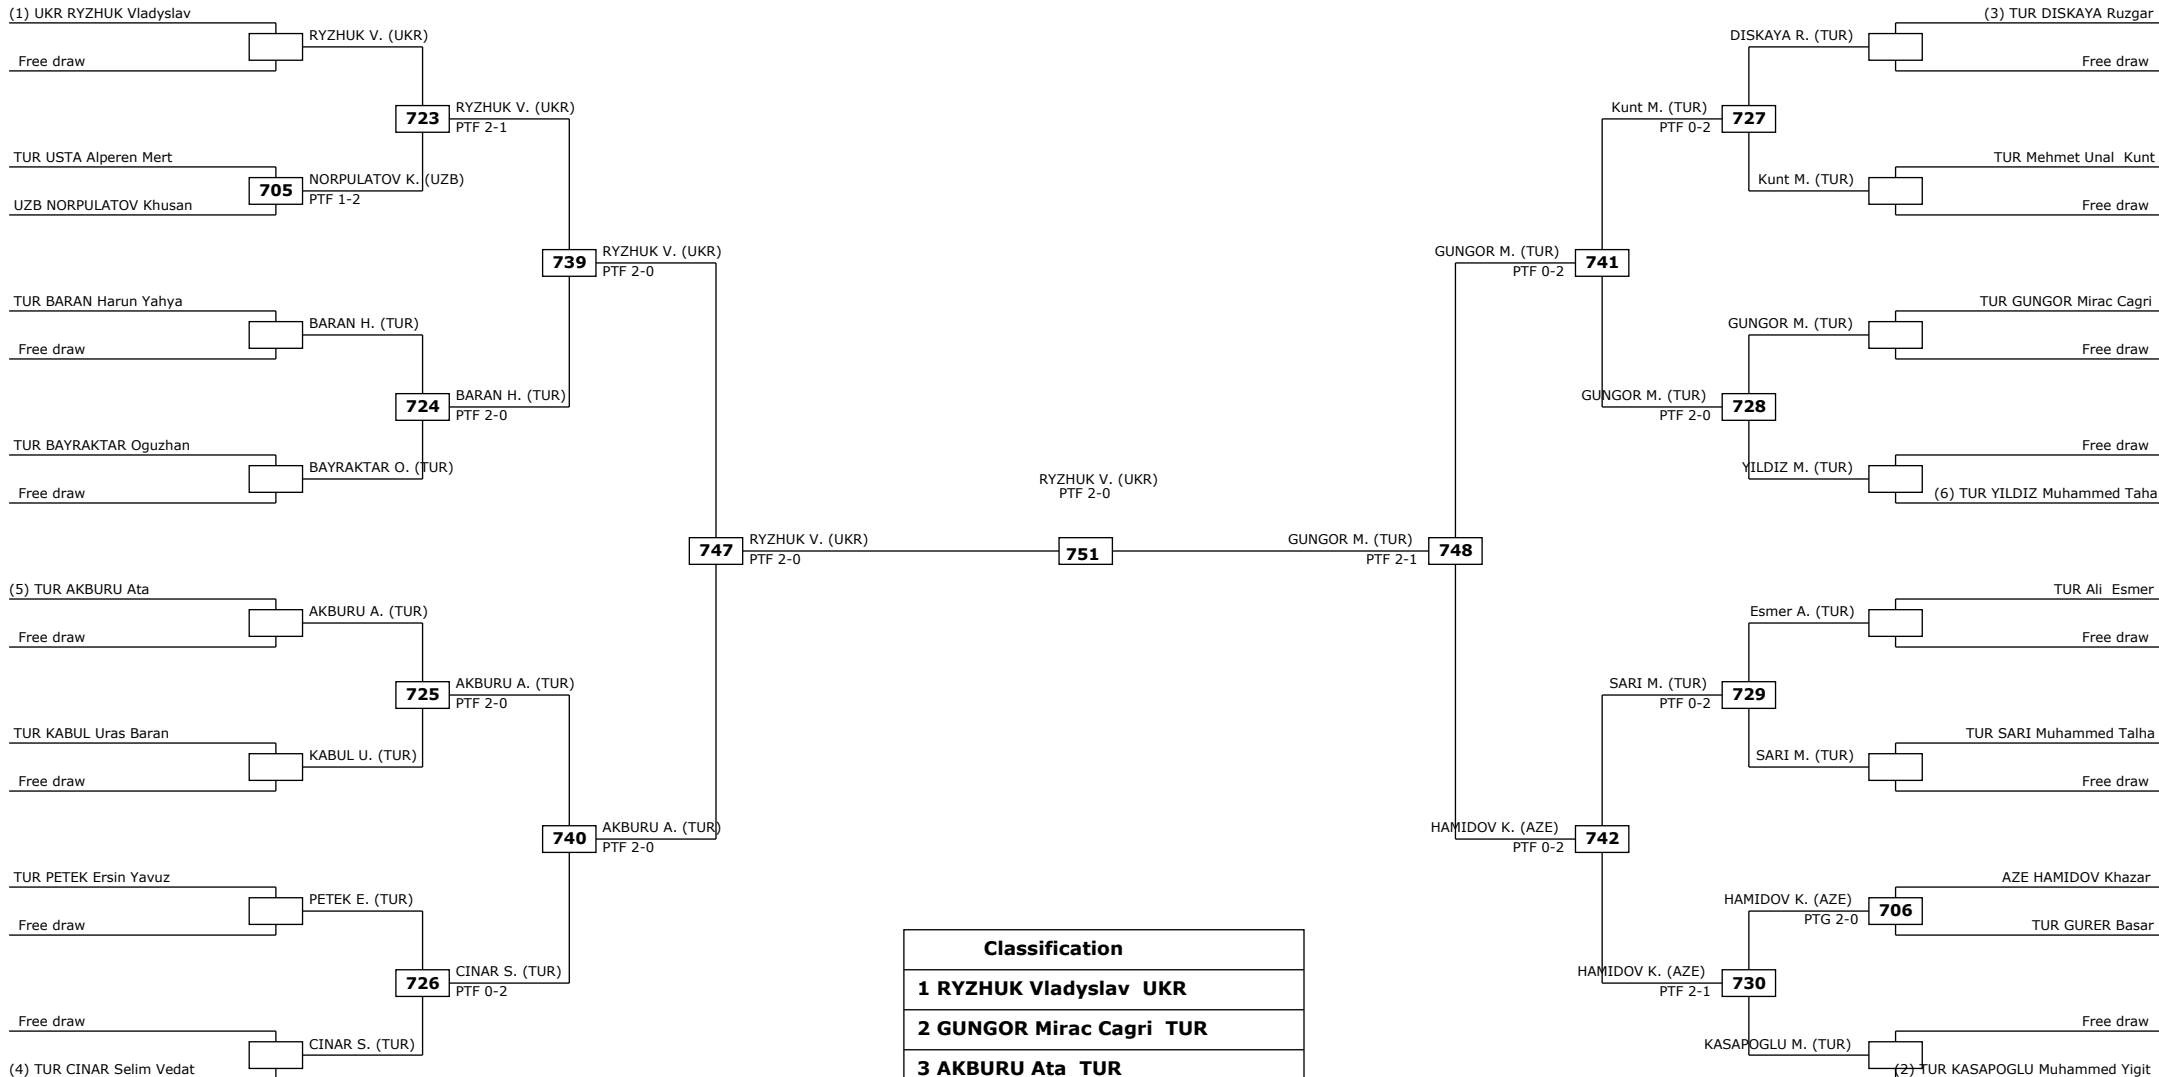 (1) UKR RYZHUK Vladyslav
RYZHUK V. (UKR)
Free draw
723
RYZHUK V. (UKR)
PTF 2-1
TUR USTA Alperen Mert
705
NORPULATOV K. (UZB)
PTF 1-2
UZB NORPULATOV Khusan
739
RYZHUK V. (UKR)
PTF 2-0
TUR BARAN Harun Yahya
BARAN H. (TUR)
Free draw
724
BARAN H. (TUR)
PTF 2-0
TUR BAYRAKTAR Oguzhan
BAYRAKTAR O. (TUR)
Free draw
747
RYZHUK V. (UKR)
PTF 2-0
(5) TUR AKBURU Ata
AKBURU A. (TUR)
Free draw
725
AKBURU A. (TUR)
PTF 2-0
TUR KABUL Uras Baran
KABUL U. (TUR)
Free draw
740
AKBURU A. (TUR)
PTF 2-0
TUR PETEK Ersin Yavuz
PETEK E. (TUR)
Free draw
726
CINAR S. (TUR)
PTF 0-2
Free draw
CINAR S. (TUR)
(4) TUR CINAR Selim Vedat
RYZHUK V. (UKR)
PTF 2-0
751
(3) TUR DISKAYA Ruzgar
DISKAYA R. (TUR)
Free draw
Kunt M. (TUR)
PTF 0-2
727
TUR Mehmet Unal  Kunt
Kunt M. (TUR)
Free draw
GUNGOR M. (TUR)
PTF 0-2
741
TUR GUNGOR Mirac Cagri
GUNGOR M. (TUR)
Free draw
GUNGOR M. (TUR)
PTF 2-0
728
Free draw
YILDIZ M. (TUR)
(6) TUR YILDIZ Muhammed Taha
GUNGOR M. (TUR)
PTF 2-1
748
TUR Ali  Esmer
Esmer A. (TUR)
Free draw
SARI M. (TUR)
PTF 0-2
729
TUR SARI Muhammed Talha
SARI M. (TUR)
Free draw
HAMIDOV K. (AZE)
PTF 0-2
742
AZE HAMIDOV Khazar
HAMIDOV K. (AZE)
PTG 2-0
706
TUR GURER Basar
HAMIDOV K. (AZE)
PTF 2-1
730
Free draw
KASAPOGLU M. (TUR)
(2) TUR KASAPOGLU Muhammed Yigit
Classification
1 RYZHUK Vladyslav  UKR
2 GUNGOR Mirac Cagri  TUR
3 AKBURU Ata  TUR